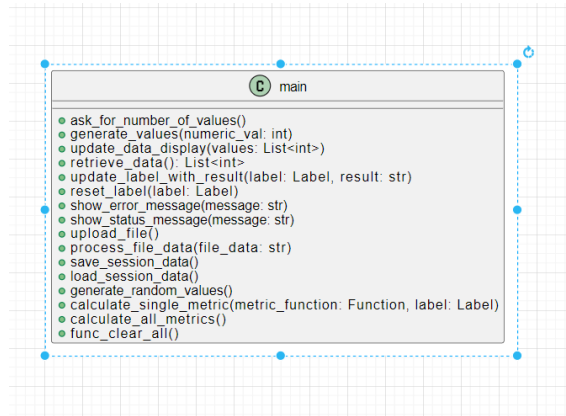 C main
ask_for_number_of_values()
generate_values(numeric_val: int)
update_data_display(values: List<int>)
retrieve_data(): List<int>
update_label_with_result(label: Label, result: str)
reset_label(label: Label)
show_error_message(message: str)
show_status_message(message: str)
upload_file()
process_file_data(file_data: str)
save_session_data()
load_session_data()
generate_random_values()
calculate_single_metric(metric_function: Function, label: Label)
calculate_all_metrics()
func_clear_all()